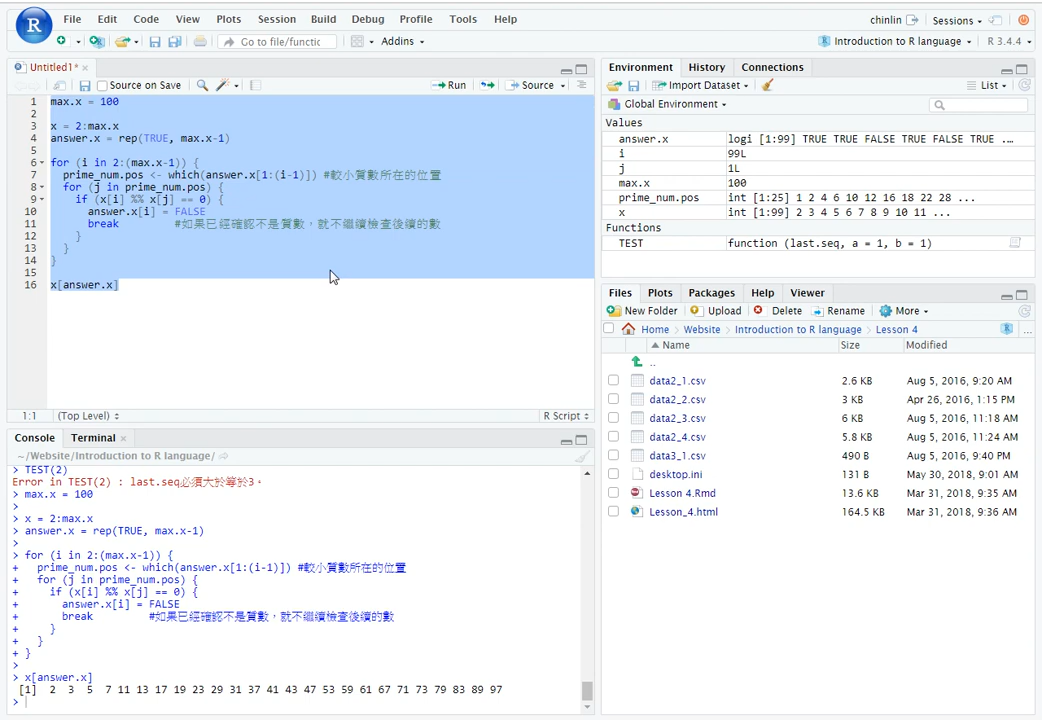 File Edit Code View Plots Session Build Debug Profile Tools Help
chinlin Sessions
Go to file/functic Addins
Introduction to R language R 3.4.4
Untitled1*
Source on Save Run Source
1 max.x = 100
2
3 x = 2:max.x
4 answer.x = rep(TRUE, max.x-1)
5
6 for (i in 2:(max.x-1)) {
7 prime_num.pos <- which(answer.x[1:(i-1)]) #較小質數所在的位置
8 for (j in prime_num.pos) {
9 if (x[i] %% x[j] == 0) {
10 answer.x[i] = FALSE
11 break #如果已經確認不是質數，就不繼續檢查後續的數
12 }
13 }
14 }
15
16 x[answer.x]
1:1 (Top Level) R Script
Console Terminal
~/Website/Introduction to R language/
> TEST(2)
Error in TEST(2) : last.seq必須大於等於3。
> max.x = 100
>
> x = 2:max.x
> answer.x = rep(TRUE, max.x-1)
>
> for (i in 2:(max.x-1)) {
+ prime_num.pos <- which(answer.x[1:(i-1)]) #較小質數所在的位置
+ for (j in prime_num.pos) {
+ if (x[i] %% x[j] == 0) {
+ answer.x[i] = FALSE
+ break #如果已經確認不是質數，就不繼續檢查後續的數
+ }
+ }
+ }
>
> x[answer.x]
[1] 2 3 5 7 11 13 17 19 23 29 31 37 41 43 47 53 59 61 67 71 73 79 83 89 97
>
Environment History Connections
Import Dataset List
Global Environment
Values
answer.x logi [1:99] TRUE TRUE FALSE TRUE FALSE TRUE ...
i 99L
j 1L
max.x 100
prime_num.pos int [1:25] 1 2 4 6 10 12 16 18 22 28 ...
x int [1:99] 2 3 4 5 6 7 8 9 10 11 ...
Functions
TEST function (last.seq, a = 1, b = 1)
Files Plots Packages Help Viewer
New Folder Upload Delete Rename More
Home Website Introduction to R language Lesson 4 ...
Name Size Modified
..
data2_1.csv 2.6 KB Aug 5, 2016, 9:20 AM
data2_2.csv 3 KB Apr 26, 2016, 1:15 PM
data2_3.csv 6 KB Aug 5, 2016, 11:18 AM
data2_4.csv 5.8 KB Aug 5, 2016, 11:24 AM
data3_1.csv 490 B Aug 5, 2016, 9:40 PM
desktop.ini 131 B May 30, 2018, 9:01 AM
Lesson 4.Rmd 13.6 KB Mar 31, 2018, 9:35 AM
Lesson_4.html 164.5 KB Mar 31, 2018, 9:36 AM